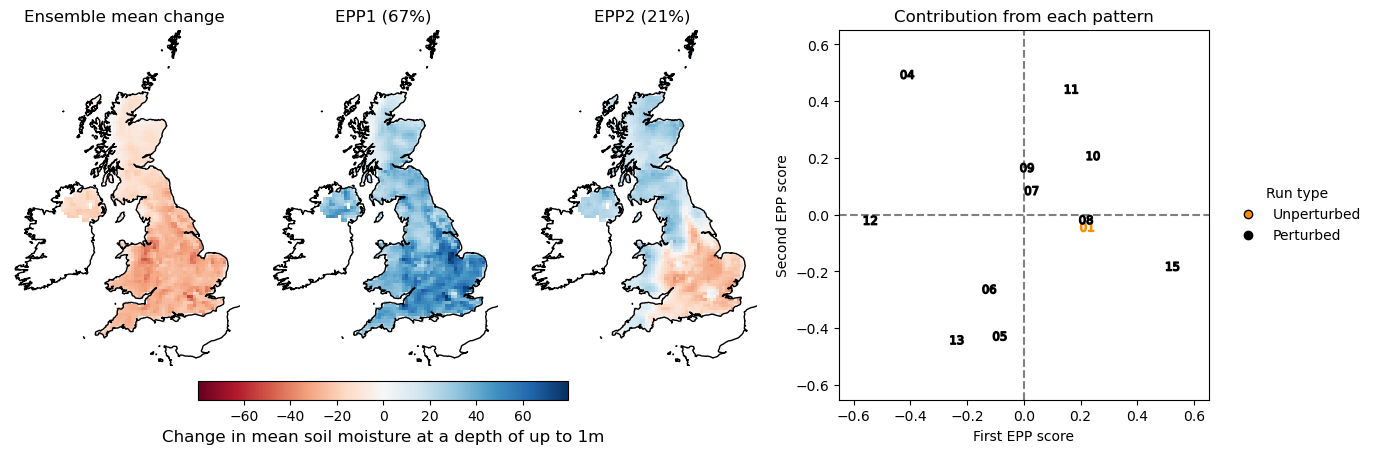 Ensemble mean change
EPP1 (67%)
EPP2 (21%)
Contribution from each pattern
−60 −40 −20 0 20 40 60
Change in mean soil moisture at a depth of up to 1m
Second EPP score
0.6
0.4
0.2
0.0
−0.2
−0.4
−0.6
04
11
10
09
07
12
08
01
15
06
05
13
−0.6 −0.4 −0.2 0.0 0.2 0.4 0.6
First EPP score
Run type
Unperturbed
Perturbed